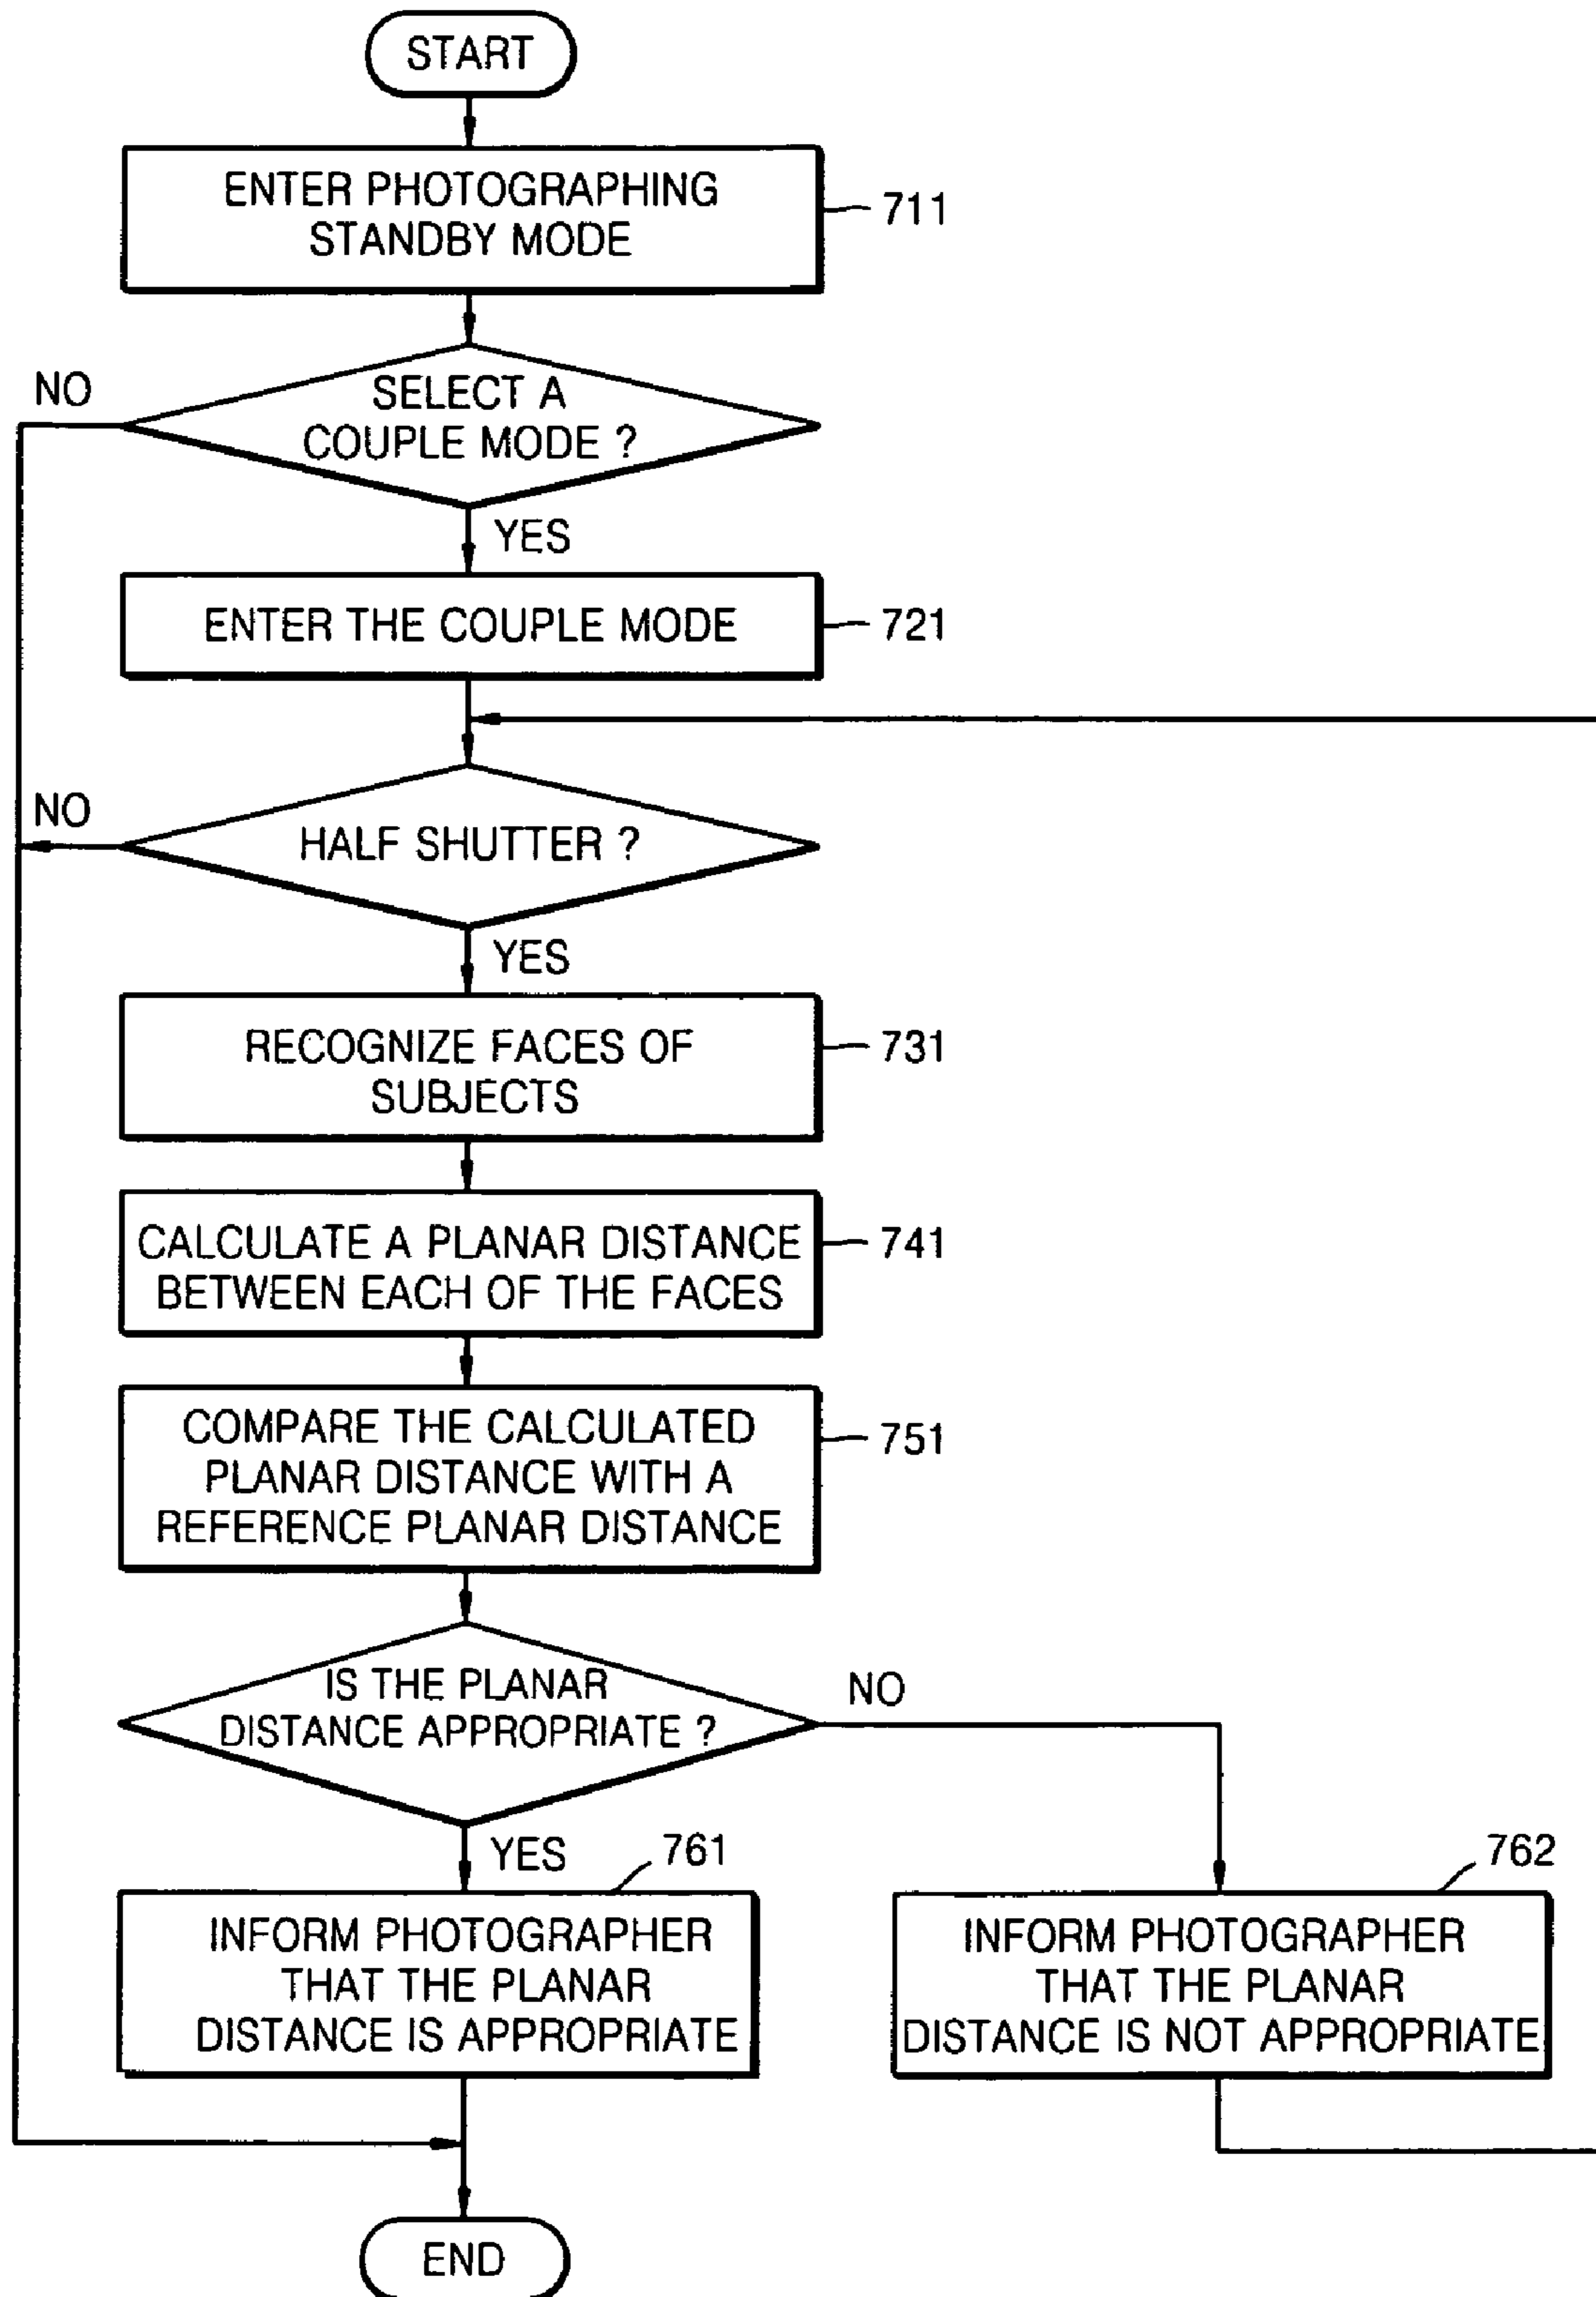 START
ENTER PHOTOGRAPHING
STANDBY MODE
711
NO
SELECT A
COUPLE MODE ?
YES
ENTER THE COUPLE MODE
721
NO
HALF SHUTTER ?
YES
RECOGNIZE FACES OF
SUBJECTS
731
CALCULATE A PLANAR DISTANCE
BETWEEN EACH OF THE FACES
741
COMPARE THE CALCULATED
PLANAR DISTANCE WITH A
REFERENCE PLANAR DISTANCE
751
IS THE PLANAR
DISTANCE APPROPRIATE ?
NO
YES
761
INFORM PHOTOGRAPHER
THAT THE PLANAR
DISTANCE IS APPROPRIATE
762
INFORM PHOTOGRAPHER
THAT THE PLANAR
DISTANCE IS NOT APPROPRIATE
END